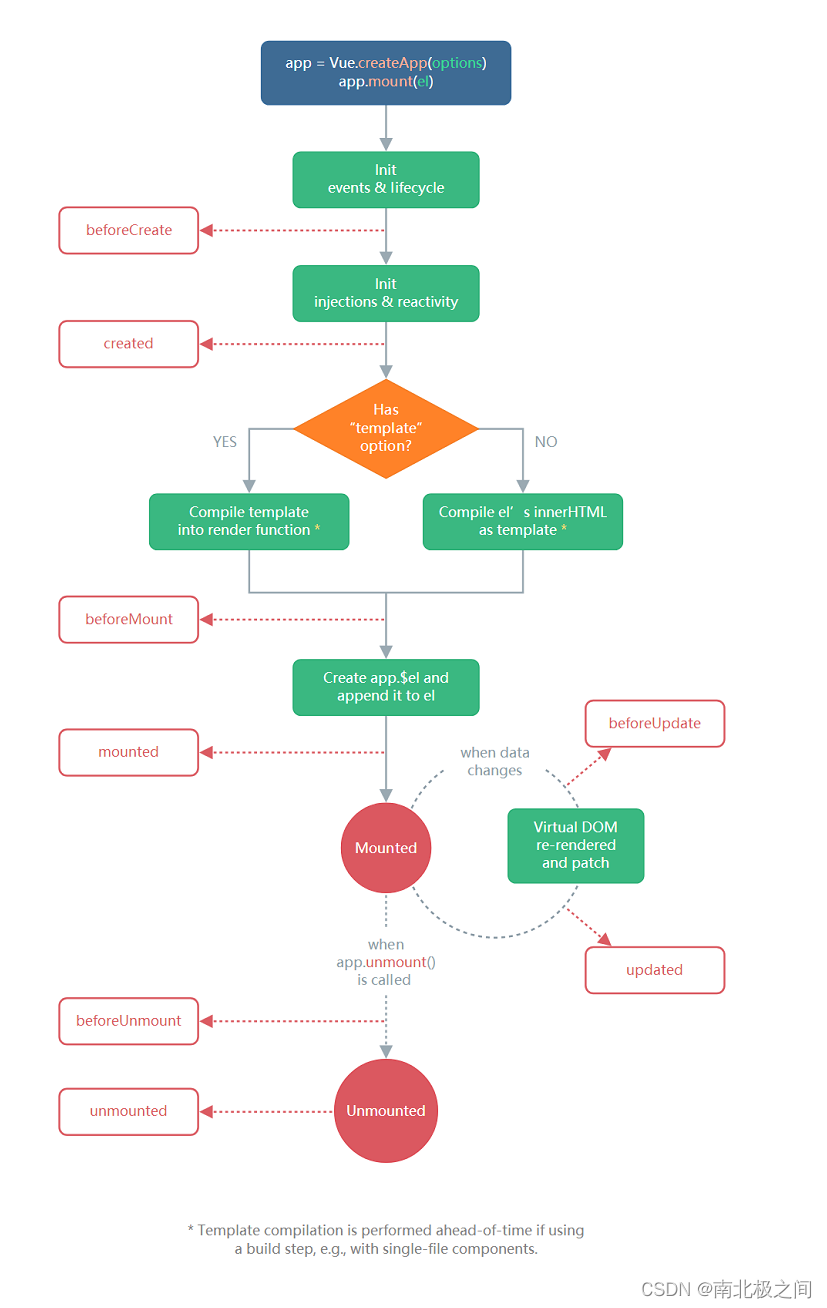 app = Vue.createApp(options)
app.mount(el)
Init
events & lifecycle
beforeCreate
Init
injections & reactivity
created
Has
“template”
option?
YES
NO
Compile template
into render function *
Compile el’s innerHTML
as template *
beforeMount
Create app.$el and
append it to el
mounted
when data
changes
beforeUpdate
Mounted
Virtual DOM
re-rendered
and patch
updated
when
app.unmount()
is called
beforeUnmount
unmounted
Unmounted
* Template compilation is performed ahead-of-time if using
a build step, e.g., with single-file components.
CSDN @南北极之间